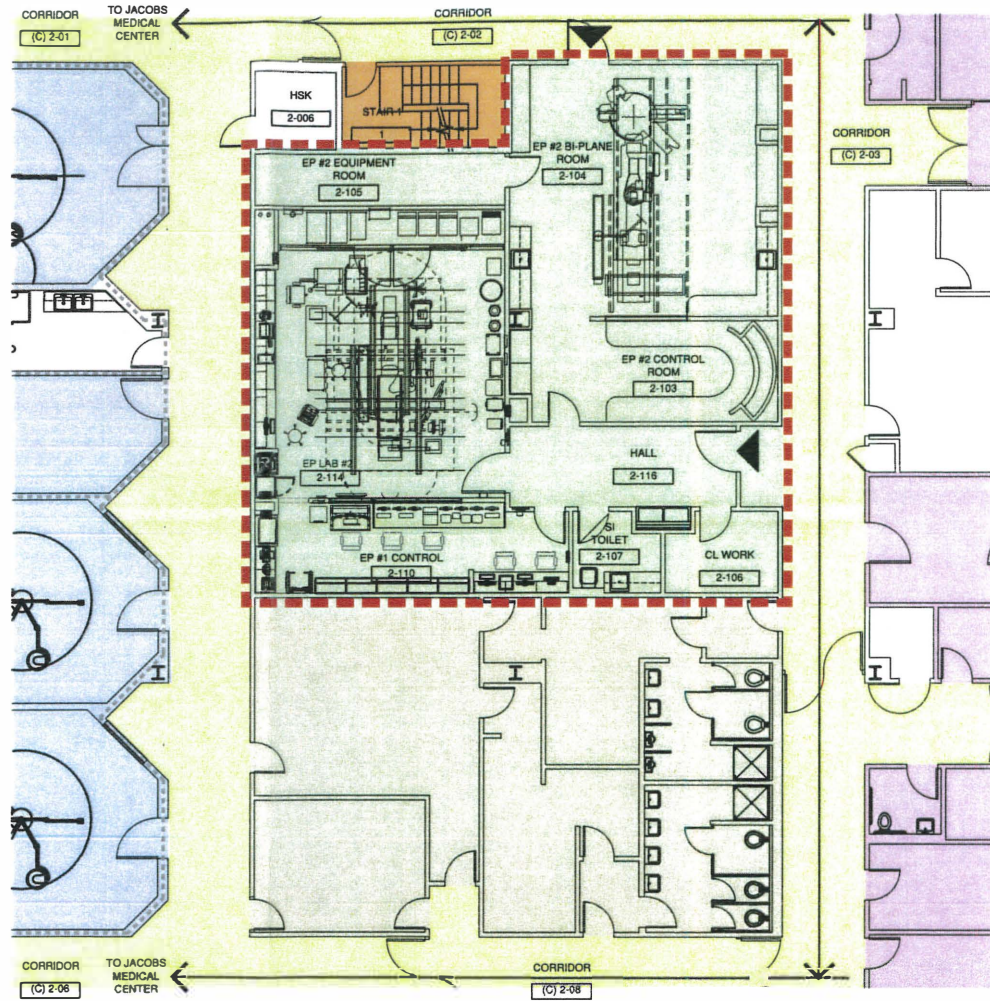 CORRIDOR
(C) 2-01
TO JACOBS
MEDICAL
CENTER
CORRIDOR
(C) 2-02
HSK
2-006
STAIR 1
1
CORRIDOR
(C) 2-03
EP #2 EQUIPMENT
ROOM
2-105
EP #2 BI-PLANE
ROOM
2-104
EP #2 CONTROL
ROOM
2-103
EP LAB #2
2-114
HALL
2-116
EP #1 CONTROL
2-110
SI
TOILET
2-107
CL WORK
2-106
CORRIDOR
(C) 2-06
TO JACOBS
MEDICAL
CENTER
CORRIDOR
(C) 2-08